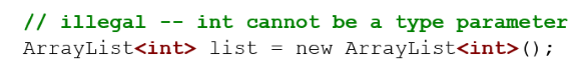 // illegal -- int cannot be a type parameter
ArrayList<int> list = new ArrayList<int>();